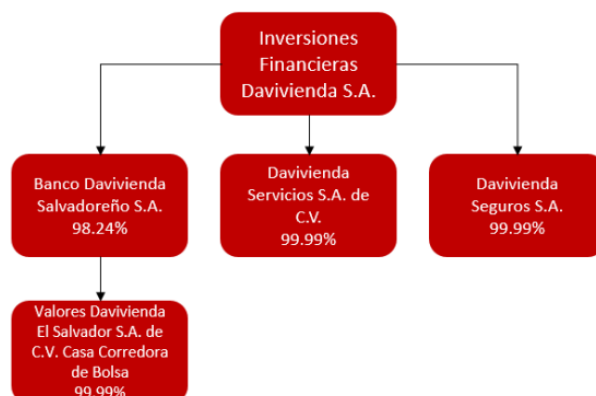 Inversiones
Financieras
Davivienda S.A.
Banco Davivienda
Salvadoreño S.A.
98.24%
Davivienda
Servicios S.A. de
C.V.
99.99%
Davivienda
Seguros S.A.
99.99%
Valores Davivienda
El Salvador S.A. de
C.V. Casa Corredora
de Bolsa
99.99%